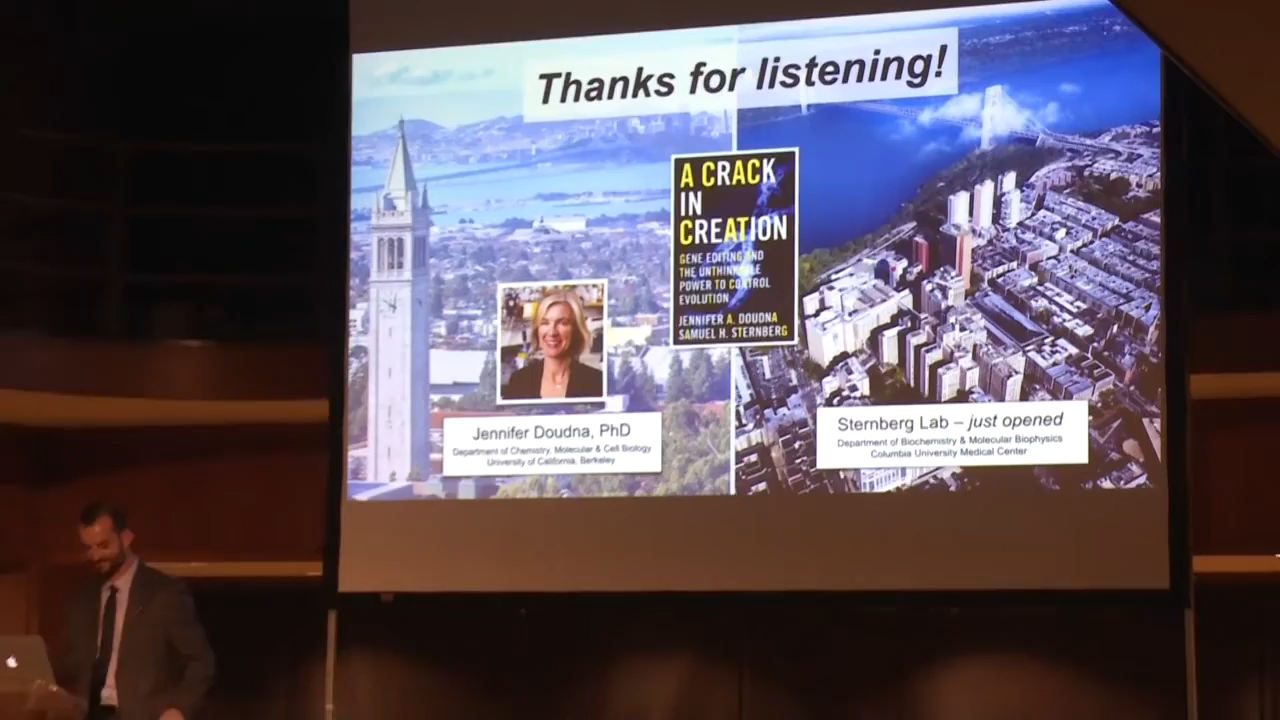 Thanks for listening!
A CRACK
IN
CREATION
GENE EDITING AND
THE UNTHINKABLE
POWER TO CONTROL
EVOLUTION
JENNIFER A. DOUDNA
SAMUEL H. STERNBERG
Jennifer Doudna, PhD
Department of Chemistry, Molecular & Cell Biology
University of California, Berkeley
Sternberg Lab – just opened
Department of Biochemistry & Molecular Biophysics
Columbia University Medical Center